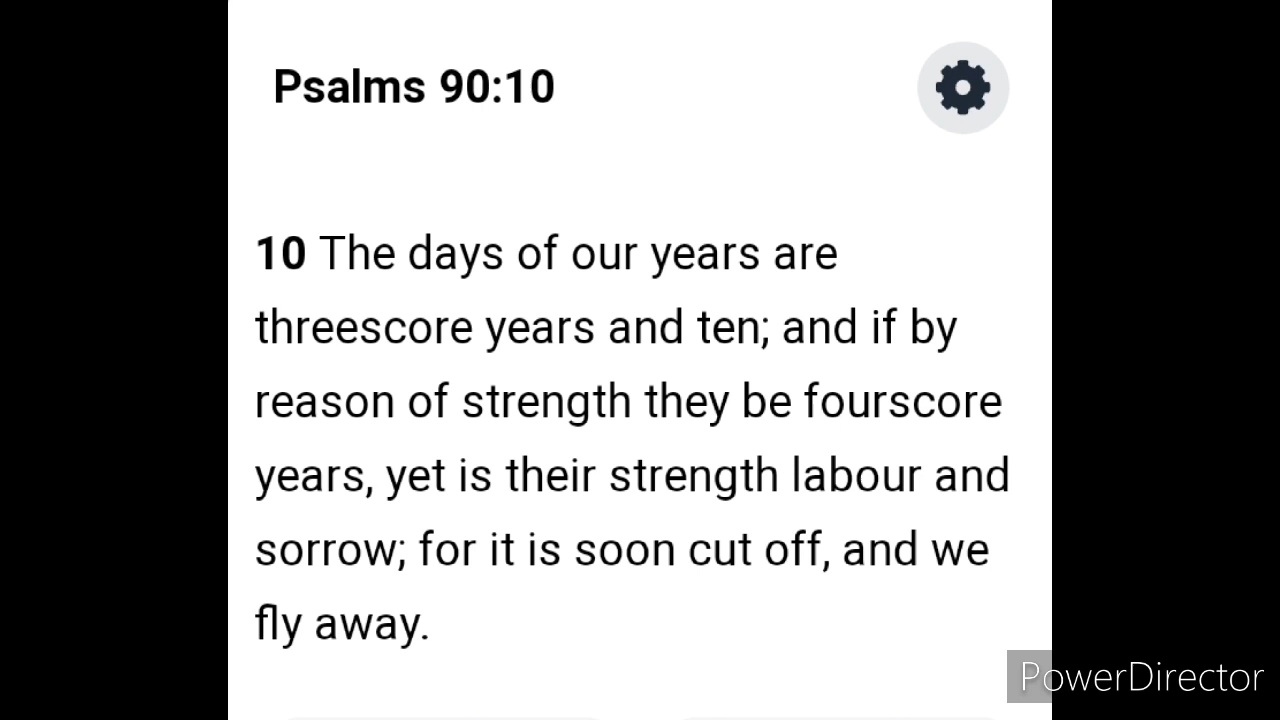 Psalms 90:10
10 The days of our years are
threescore years and ten; and if by
reason of strength they be fourscore
years, yet is their strength labour and
sorrow; for it is soon cut off, and we
fly away.
PowerDirector